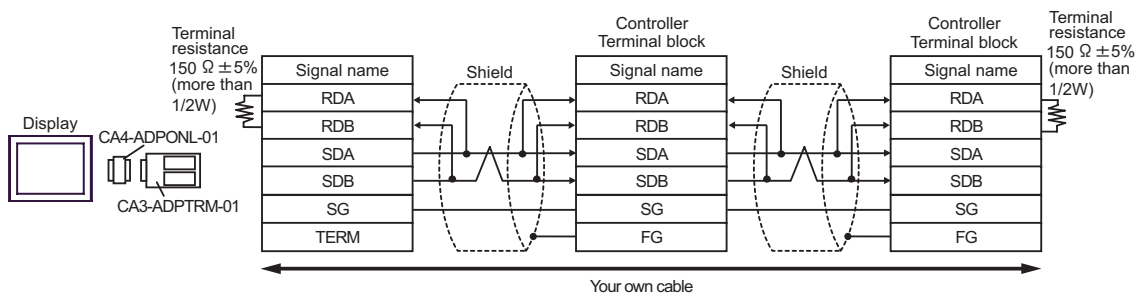 Display
CA4-ADPONL-01
CA3-ADPTRM-01
Terminal
resistance
150 Ω ±5%
(more than
1/2W)
Signal name
RDA
RDB
SDA
SDB
SG
TERM
Shield
Controller
Terminal block
Signal name
RDA
RDB
SDA
SDB
SG
FG
Shield
Controller
Terminal block
Signal name
RDA
RDB
SDA
SDB
SG
FG
Terminal
resistance
150 Ω ±5%
(more than
1/2W)
Your own cable